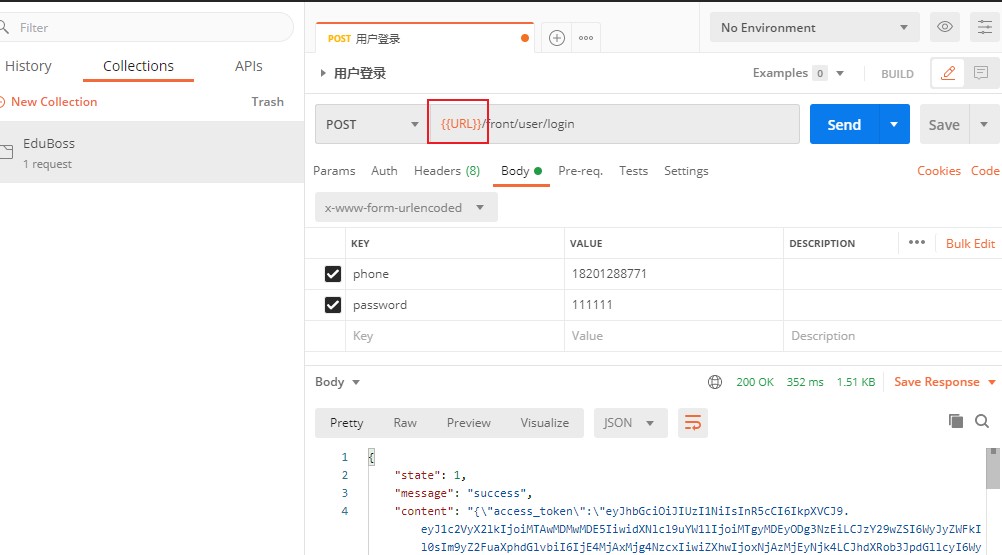 Filter
History Collections APIs
New Collection Trash
EduBoss
1 request
POST 用户登录
No Environment
用户登录
Examples 0
BUILD
POST {{URL}}/front/user/login Send Save
Params Auth Headers (8) Body Pre-req. Tests Settings Cookies Code
x-www-form-urlencoded
KEY VALUE DESCRIPTION Bulk Edit
phone 18201288771
password 111111
Key Value Description
Body 200 OK 352 ms 1.51 KB Save Response
Pretty Raw Preview Visualize JSON
1 {
2 "state": 1,
3 "message": "success",
4 "content": "{\"access_token\":\"eyJhbGciOiJIUzI1NiIsInR5cCI6IkpXVCJ9.